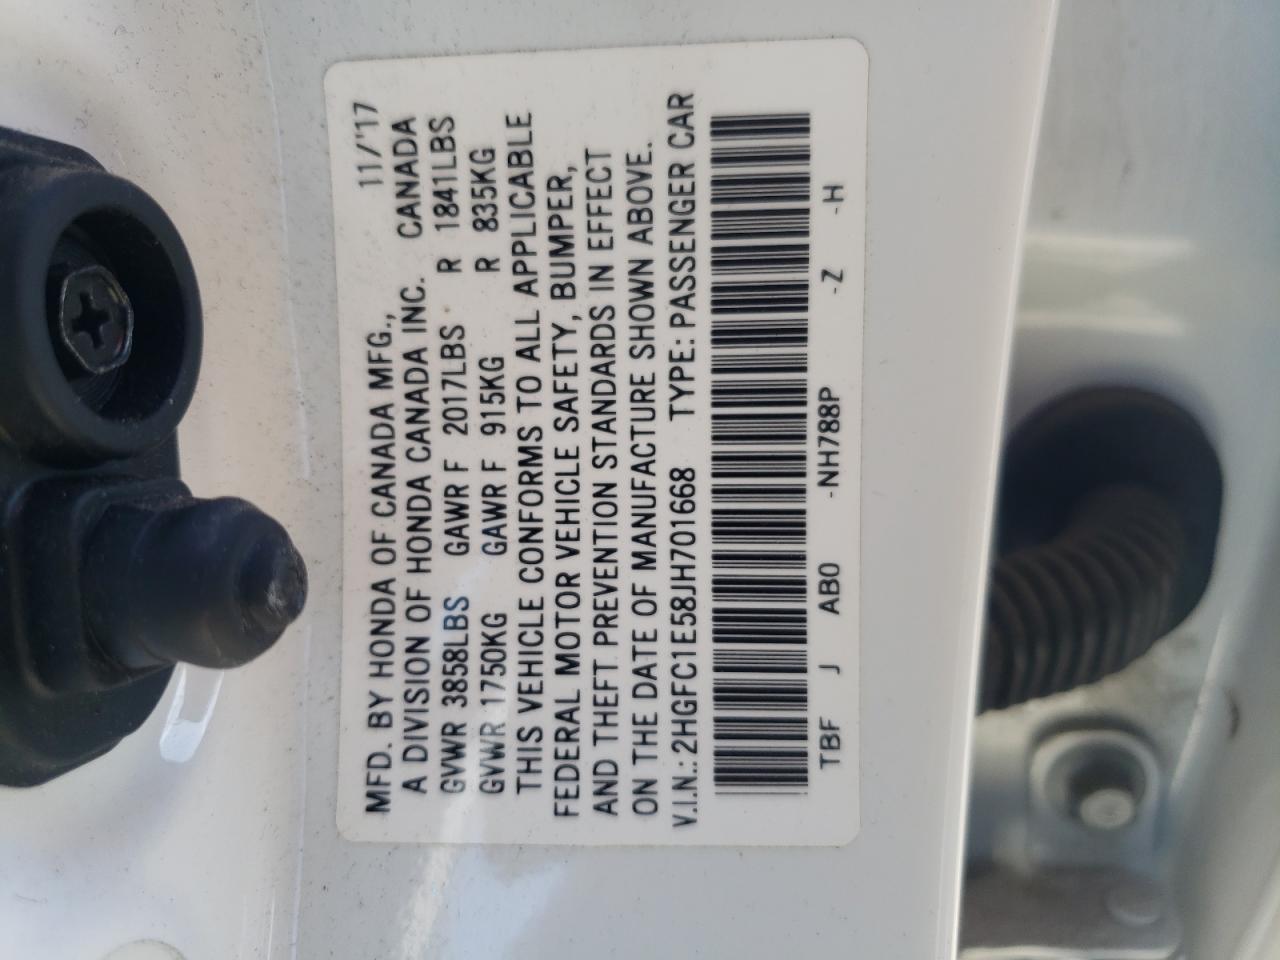 11/'17
MFD. BY HONDA OF CANADA MFG.,
A DIVISION OF HONDA CANADA INC. CANADA
GVWR 3858LBS GAWR F 2017LBS R 1841LBS
GVWR 1750KG GAWR F 915KG R 835KG
THIS VEHICLE CONFORMS TO ALL APPLICABLE
FEDERAL MOTOR VEHICLE SAFETY, BUMPER,
AND THEFT PREVENTION STANDARDS IN EFFECT
ON THE DATE OF MANUFACTURE SHOWN ABOVE.
V.I.N.: 2HGFC1E58JH701668 TYPE: PASSENGER CAR
TBF J AB0 -NH788P -Z -H